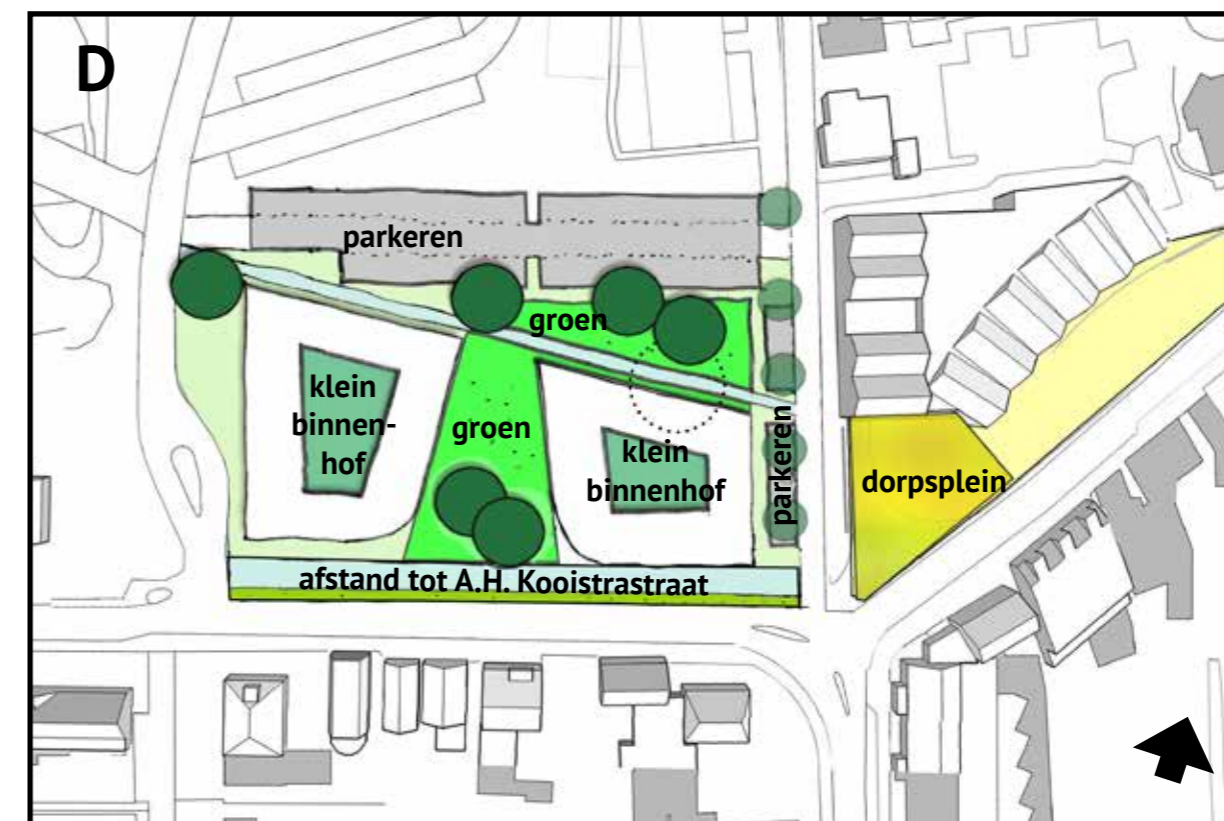 D
parkeren
groen
klein
binnen-
hof
groen
klein
binnenhof
parkeren
dorpsplein
afstand tot A.H. Kooistrastraat